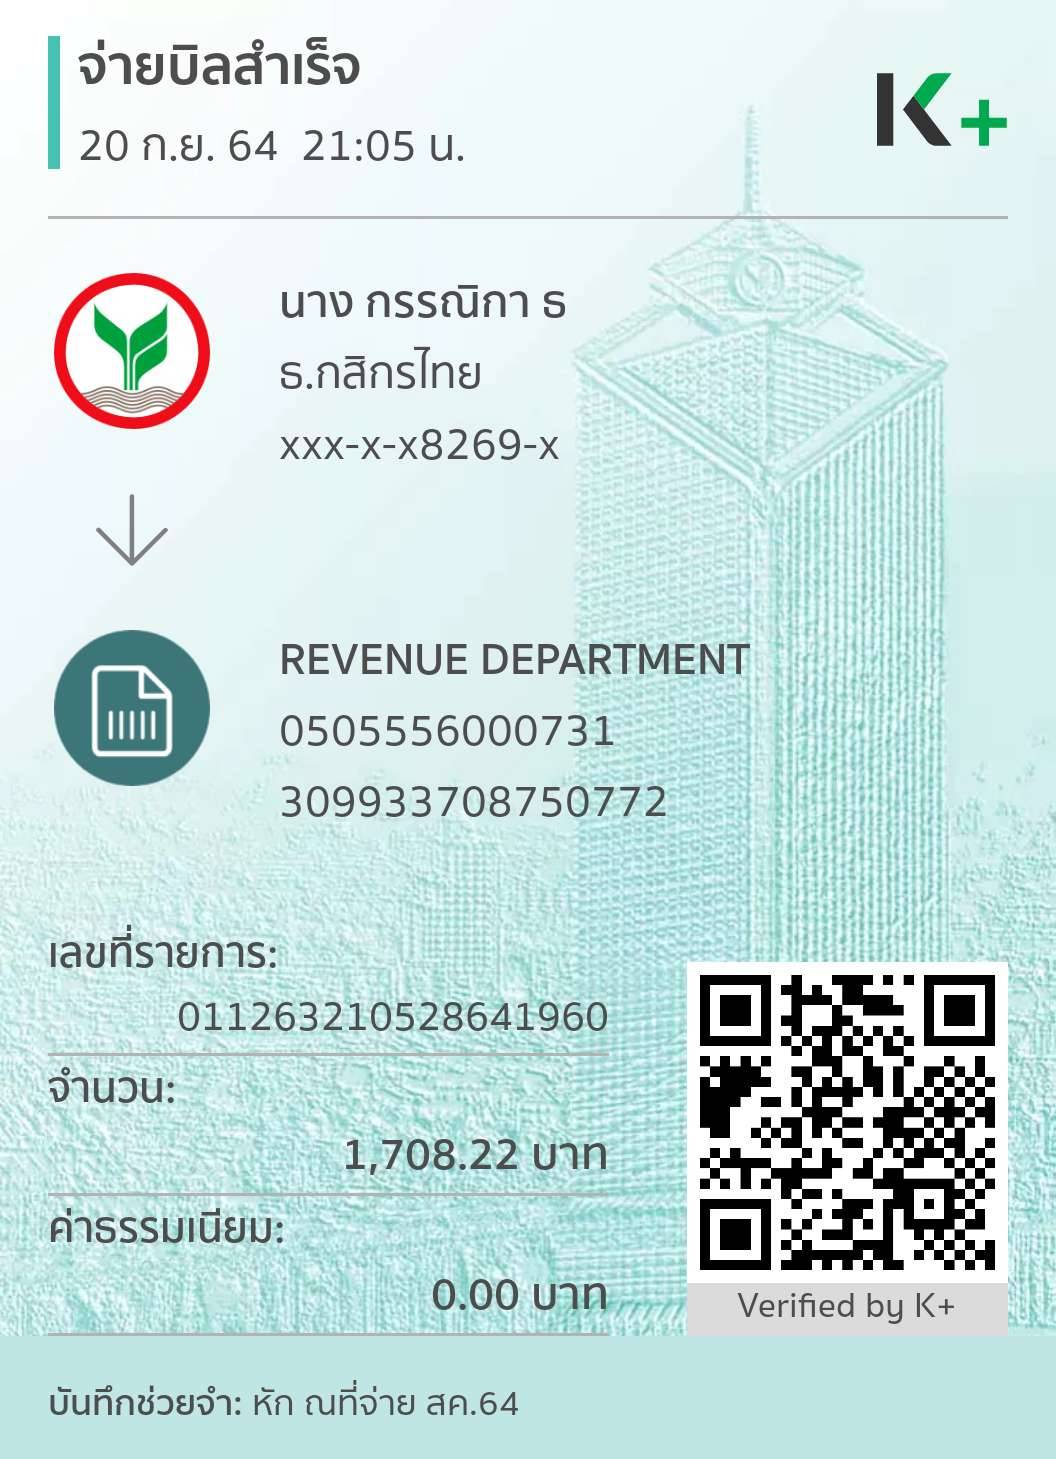 จ่ายบิลสำเร็จ
20 ก.ย. 64 21:05 น.
K+
นาง กรรณิกา ธ
ธ.กสิกรไทย
xxx-x-x8269-x
REVENUE DEPARTMENT
0505556000731
309933708750772
เลขที่รายการ:
011263210528641960
จำนวน:
1,708.22 บาท
ค่าธรรมเนียม:
0.00 บาท
Verified by K+
บันทึกช่วยจำ: หัก ณที่จ่าย สค.64